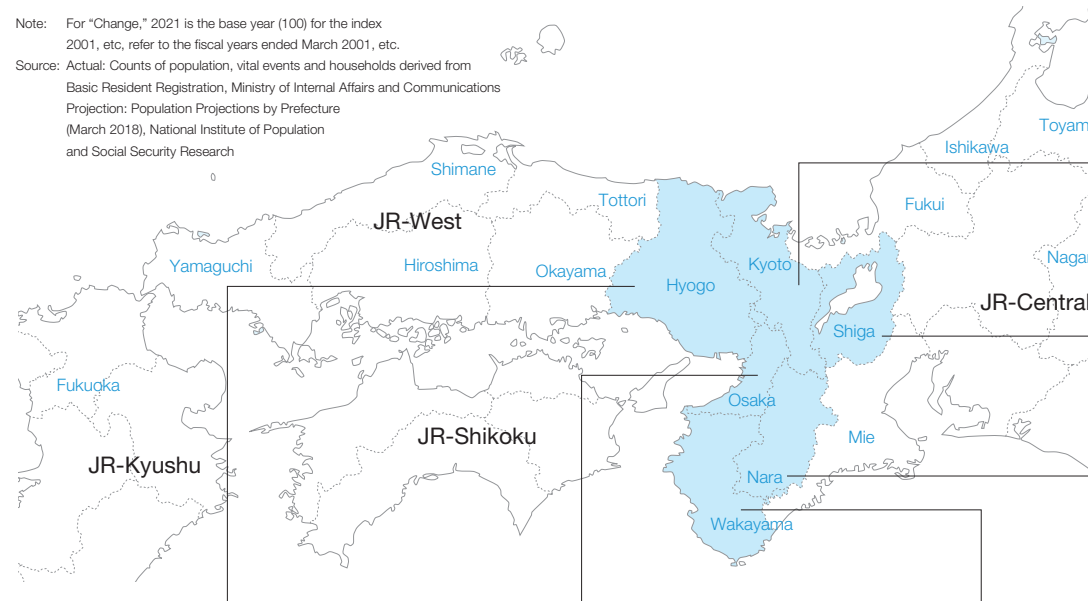 Note: For “Change,” 2021 is the base year (100) for the index
2001, etc, refer to the fiscal years ended March 2001, etc.
Source: Actual: Counts of population, vital events and households derived from
Basic Resident Registration, Ministry of Internal Affairs and Communications
Projection: Population Projections by Prefecture
(March 2018), National Institute of Population
and Social Security Research
Toyam
Ishikawa
Shimane
Tottori
Fukui
JR-West
Yamaguchi
Hiroshima
Okayama
Kyoto
Nagan
Hyogo
JR-Central
Shiga
Fukuoka
Osaka
JR-Shikoku
Mie
JR-Kyushu
Nara
Wakayama